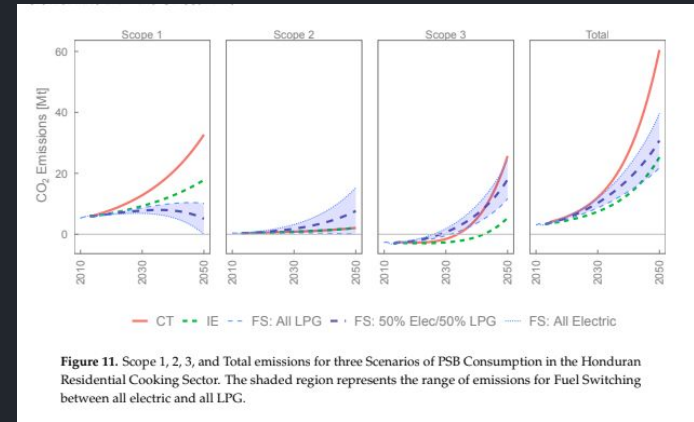 Scope 1 Scope 2 Scope 3 Total
CO2 Emissions [Mt]
60
40
20
0
2010 2030 2050 2010 2030 2050 2010 2030 2050 2010 2030 2050
CT IE FS: All LPG FS: 50% Elec/50% LPG FS: All Electric
Figure 11. Scope 1, 2, 3, and Total emissions for three Scenarios of PSB Consumption in the Honduran
Residential Cooking Sector. The shaded region represents the range of emissions for Fuel Switching
between all electric and all LPG.